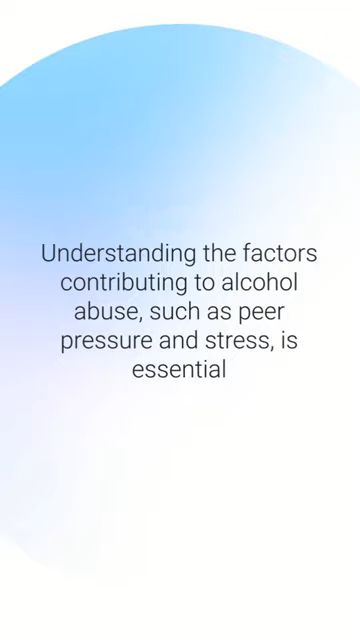 Understanding the factors
contributing to alcohol
abuse, such as peer
pressure and stress, is
essential